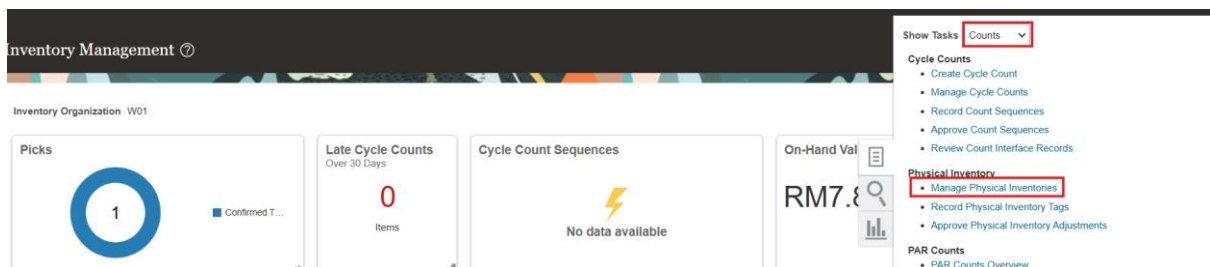 Inventory Management
Inventory Organization W01
Picks
1
Confirmed T...
Late Cycle Counts
Over 30 Days
0
Items
Cycle Count Sequences
No data available
On-Hand Val
RM7.8
Show Tasks Counts
Cycle Counts
Create Cycle Count
Manage Cycle Counts
Record Count Sequences
Approve Count Sequences
Review Count Interface Records
Physical Inventory
Manage Physical Inventories
Record Physical Inventory Tags
Approve Physical Inventory Adjustments
PAR Counts
PAR Counts Overview